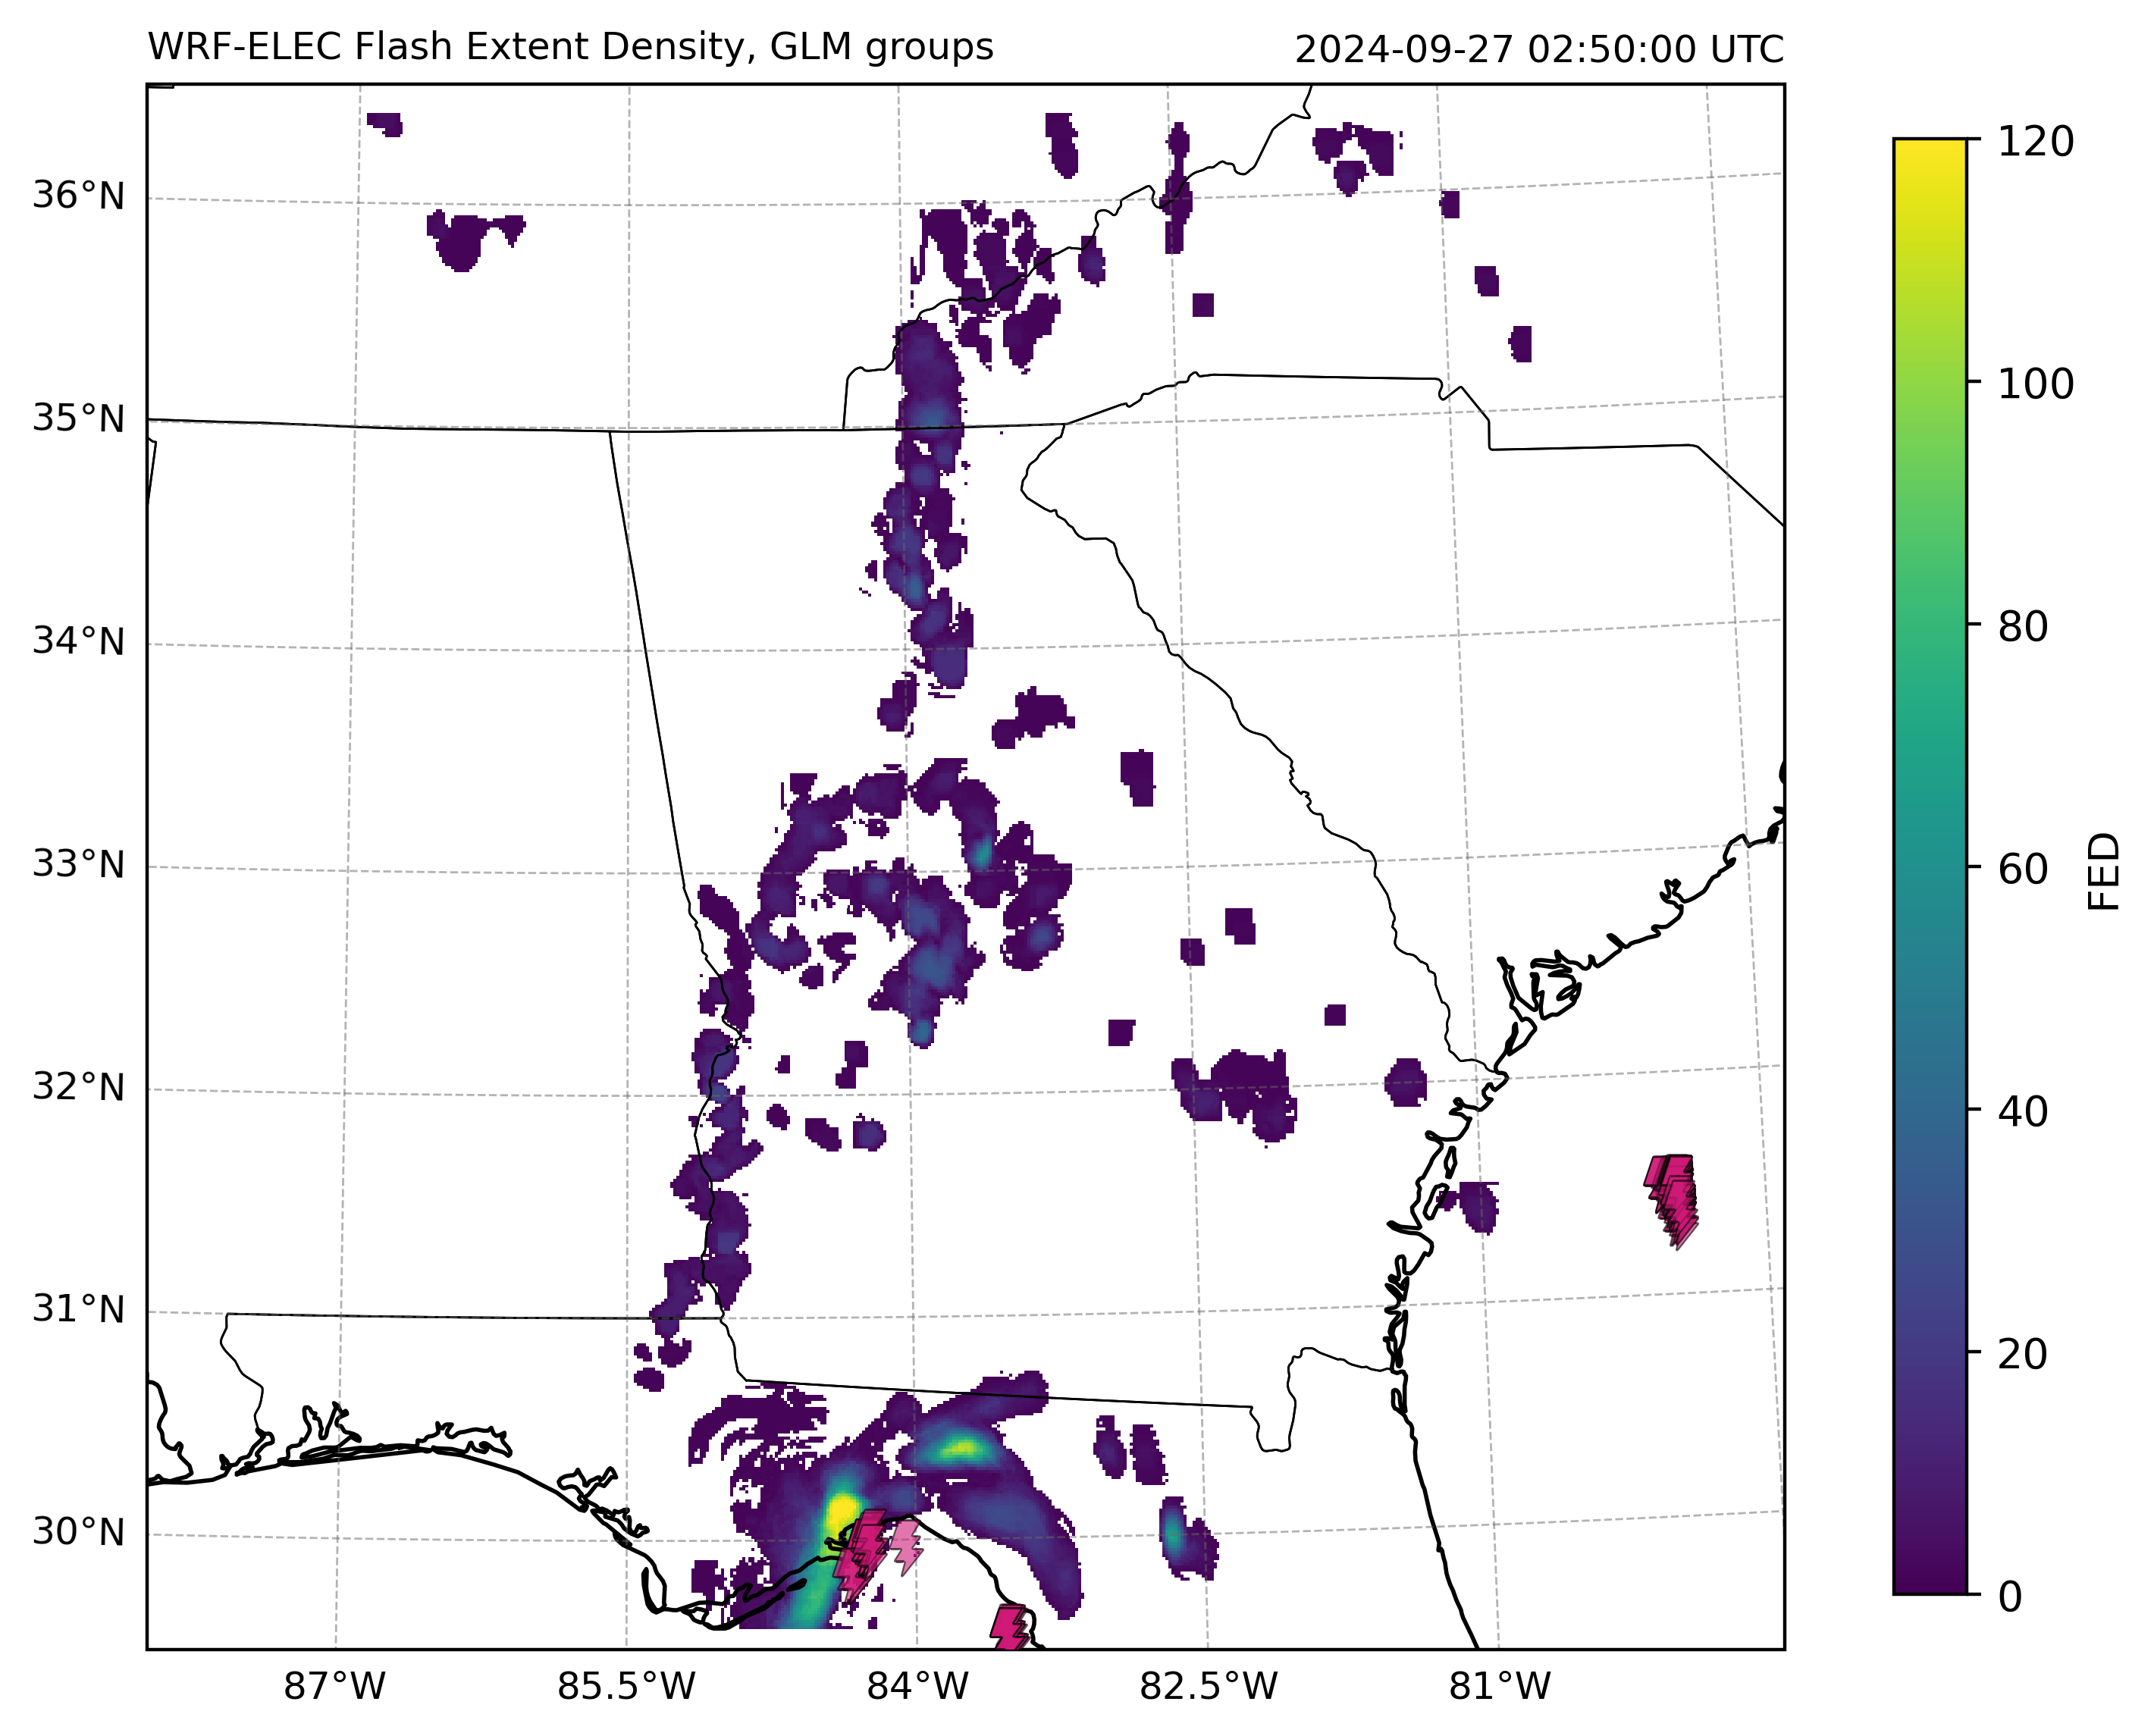 WRF-ELEC Flash Extent Density, GLM groups
2024-09-27 02:50:00 UTC
36°N
35°N
34°N
33°N
32°N
31°N
30°N
87°W
85.5°W
84°W
82.5°W
81°W
120
100
80
60
40
20
0
FED